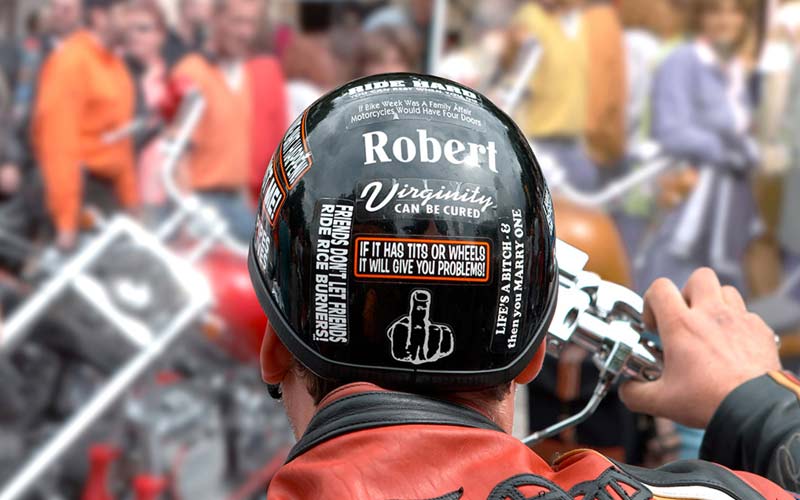 RIDE HARD
If Bike Week Was A Family Affair
Motorcycles Would Have Four Doors
Robert
Virginity
CAN BE CURED
IF IT HAS TITS OR WHEELS
IT WILL GIVE YOU PROBLEMS!
FRIENDS DON'T LET FRIENDS
RIDE RICE BURNERS!
LIFE'S A BITCH - &
then you MARRY ONE
ME!